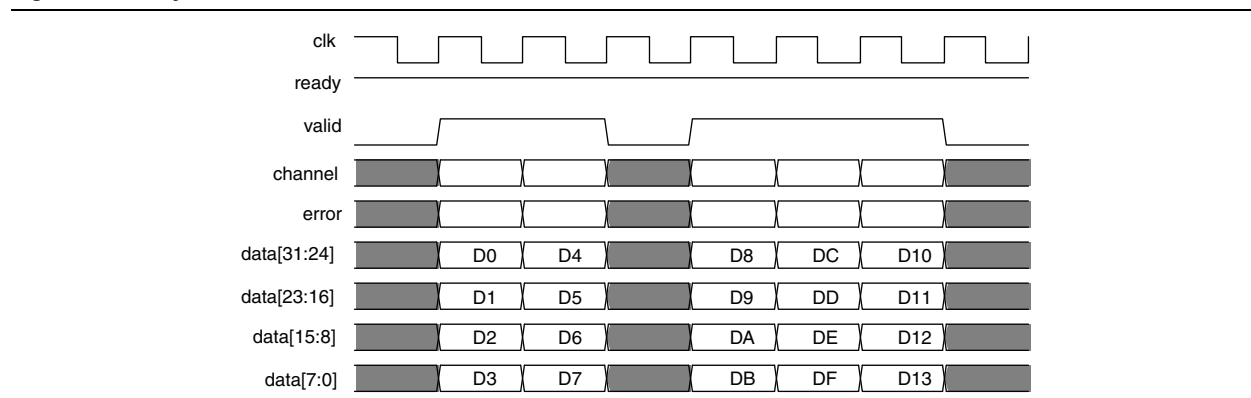 clk
ready
valid
channel
error
data[31:24] D0 D4 D8 DC D10
data[23:16] D1 D5 D9 DD D11
data[15:8] D2 D6 DA DE D12
data[7:0] D3 D7 DB DF D13